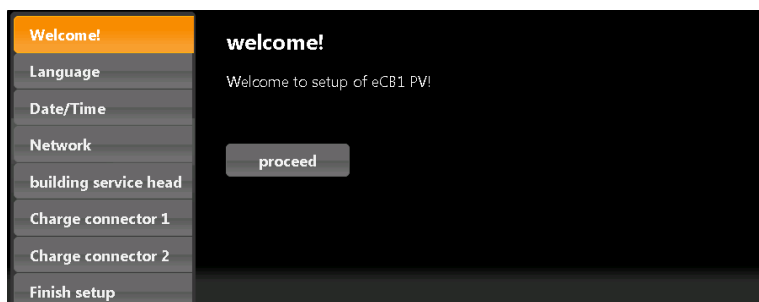 Welcome!
Language
Date/Time
Network
building service head
Charge connector 1
Charge connector 2
Finish setup
welcome!
Welcome to setup of eCB1 PV!
proceed